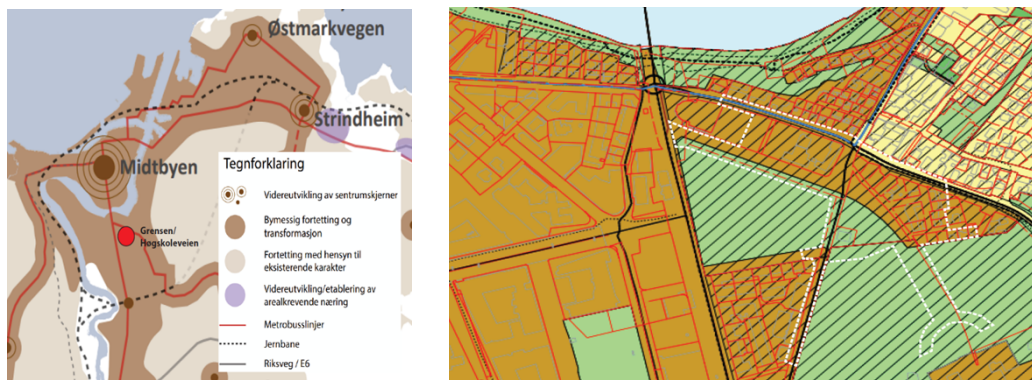 Østmarkvegen
Strindheim
Midtbyen
Grensen/
Høgskoleveien
Tegnforklaring
Videreutvikling av sentrumskjerner
Bymessig fortetting og
transformasjon
Fortetting med hensyn til
eksisterende karakter
Videreutvikling/etablering av
arealkrevende næring
Metrobusslinjer
Jernbane
Riksveg / E6